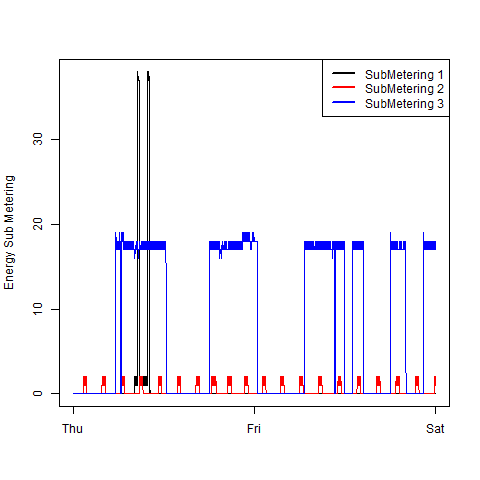 SubMetering 1
SubMetering 2
SubMetering 3
Energy Sub Metering
30
20
10
0
Thu Fri Sat